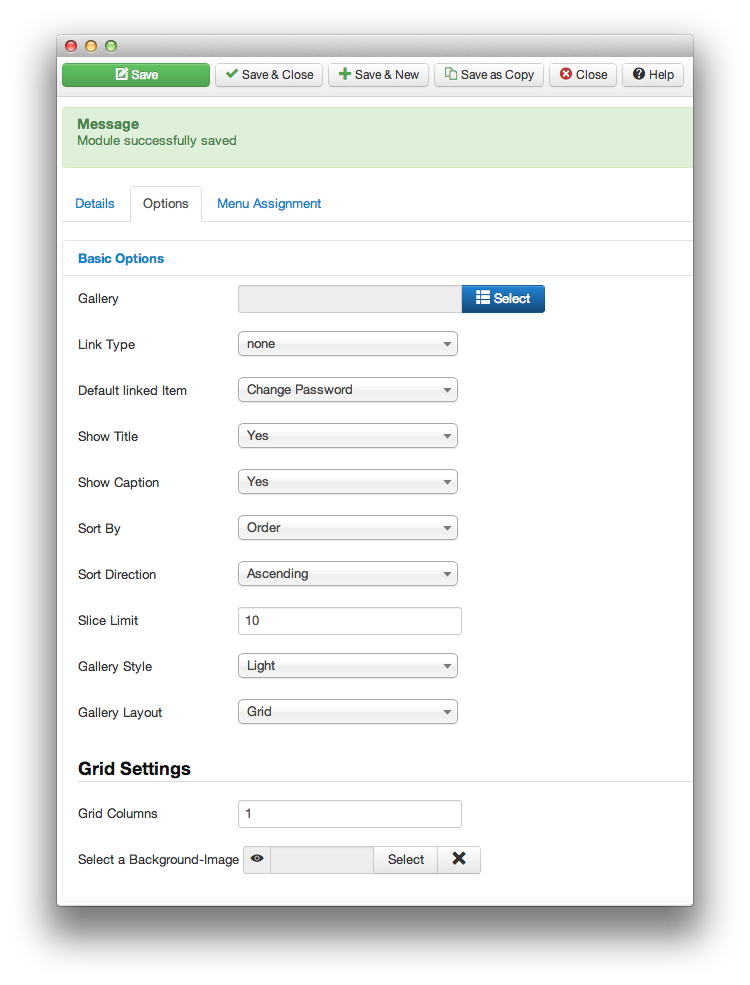 Save Save & Close Save & New Save as Copy Close Help
Message
Module successfully saved
Details Options Menu Assignment
Basic Options
Gallery Select
Link Type none
Default linked Item Change Password
Show Title Yes
Show Caption Yes
Sort By Order
Sort Direction Ascending
Slice Limit 10
Gallery Style Light
Gallery Layout Grid
Grid Settings
Grid Columns 1
Select a Background-Image Select